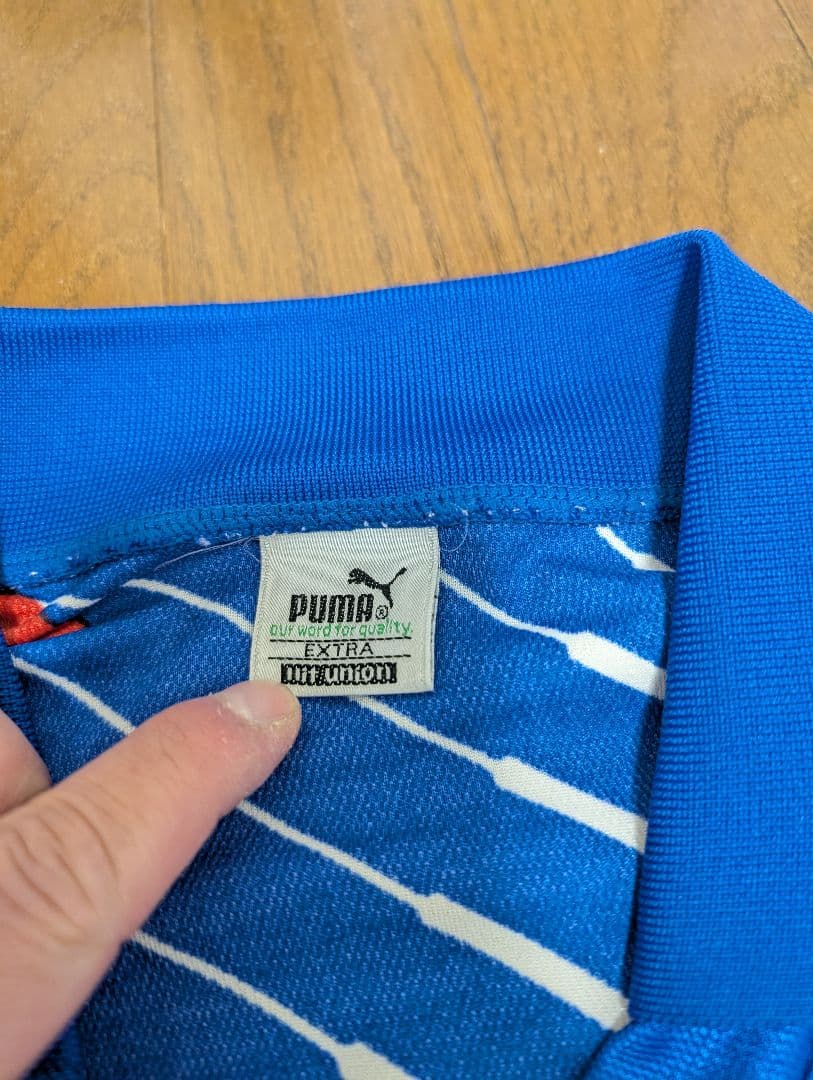 PUMA®
our word for quality.
EXTRA
hit union